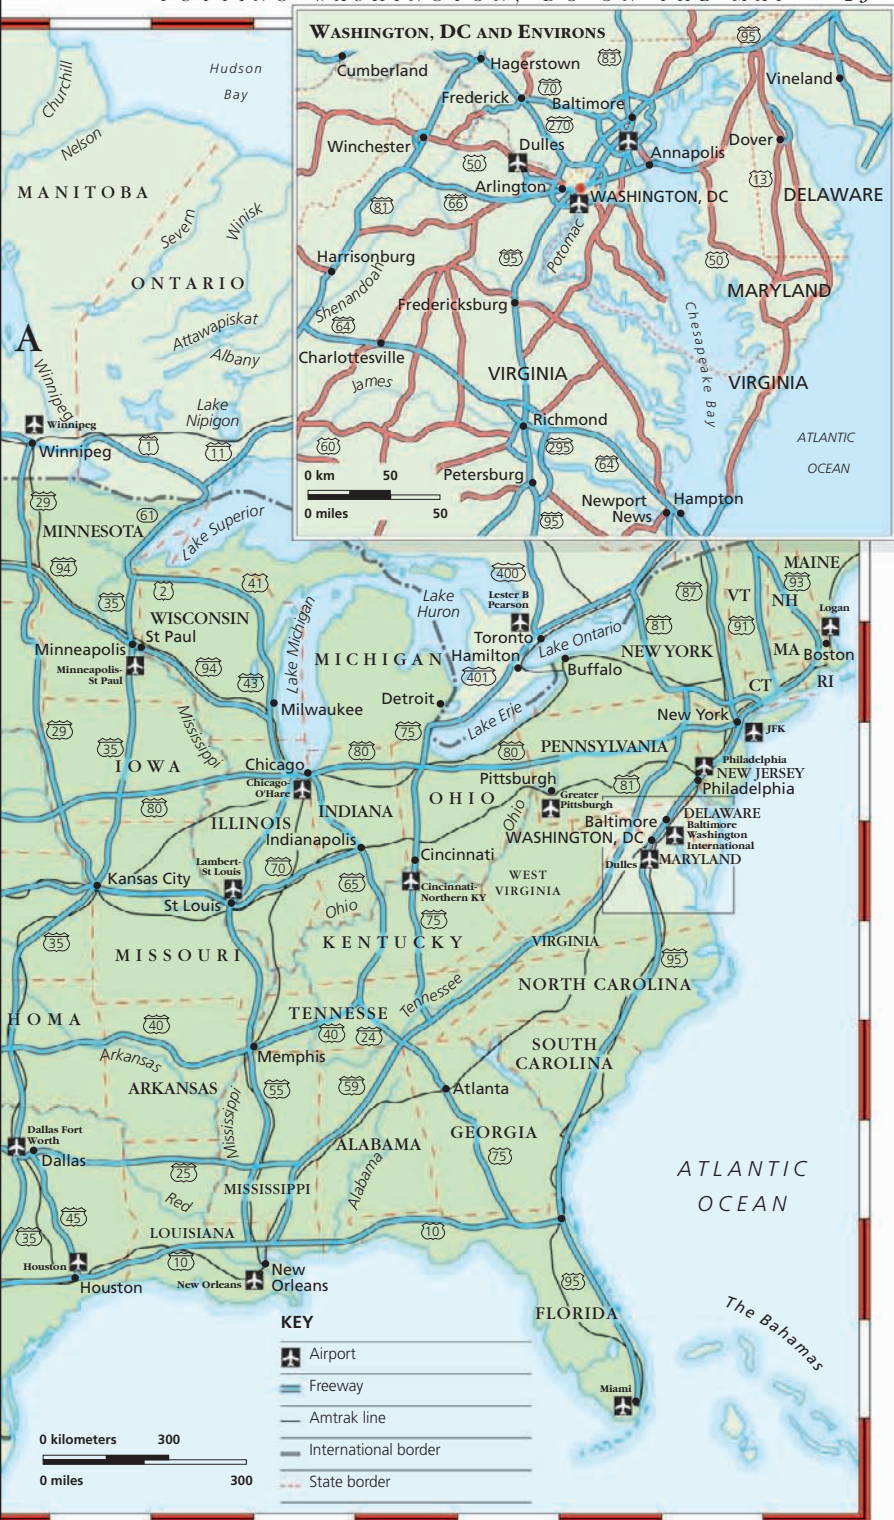 WASHINGTON, DC AND ENVIRONS
95
83
Cumberland
Hagerstown
Vineland
Frederick
70
Baltimore
270
Winchester
Dulles
Dover
50
Annapolis
Arlington
WASHINGTON, DC
13
DELAWARE
81
66
Potomac
Harrisonburg
95
50
Shenandoah
MARYLAND
Fredericksburg
64
Chesapeake Bay
Charlottesville
James
VIRGINIA
VIRGINIA
Richmond
60
295
64
ATLANTIC
OCEAN
0 km 50
Petersburg
0 miles 50
Newport
News
Hampton
95
Churchill
Hudson
Bay
Nelson
MANITOBA
Severn
Winisk
ONTARIO
Attawapiskat
Albany
A
Winnipeg
Lake
Nipigon
Winnipeg
Winnipeg
1
11
29
61
MINNESOTA
Lake Superior
94
35
2
41
WISCONSIN
Lake Michigan
Lake
Huron
400
Lester B
Pearson
MAINE
93
87
VT
NH
Logan
St Paul
Minneapolis
Minneapolis-
St Paul
94
MICHIGAN
Toronto
Hamilton
Lake Ontario
81
91
NEW YORK
MA
Boston
401
Buffalo
43
Milwaukee
Detroit
CT
RI
Mississippi
75
Lake Erie
New York
JFK
29
35
IOWA
80
80
PENNSYLVANIA
Chicago
Chicago-
O'Hare
Philadelphia
NEW JERSEY
Philadelphia
Pittsburgh
81
80
INDIANA
OHIO
Ohio
Greater
Pittsburgh
ILLINOIS
Indianapolis
Baltimore
DELAWARE
Baltimore
Washington
International
WASHINGTON, DC
Dulles
MARYLAND
Cincinnati
Lambert-
St Louis
70
Kansas City
65
Cincinnati-
Northern KY
WEST
VIRGINIA
St Louis
Ohio
75
35
MISSOURI
KENTUCKY
VIRGINIA
95
Tennessee
NORTH CAROLINA
HOMA
40
TENNESSE
40
24
Arkansas
Memphis
SOUTH
CAROLINA
ARKANSAS
55
59
Atlanta
Mississippi
Dallas Fort
Worth
Dallas
ALABAMA
GEORGIA
75
25
Alabama
ATLANTIC
OCEAN
Red
MISSISSIPPI
45
35
LOUISIANA
10
10
Houston
Houston
New Orleans
New
Orleans
95
FLORIDA
The Bahamas
Miami
KEY
Airport
Freeway
Amtrak line
International border
State border
0 kilometers 300
0 miles 300